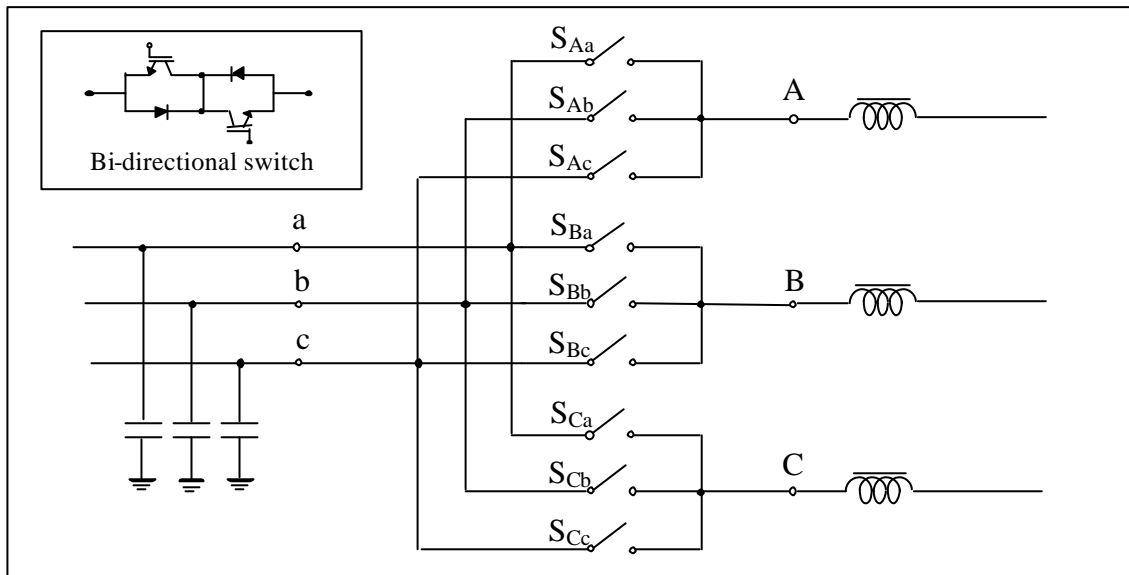 S_Aa
S_Ab
A
S_Ac
Bi-directional switch
a
S_Ba
b
S_Bb
B
c
S_Bc
S_Ca
S_Cb
C
S_Cc